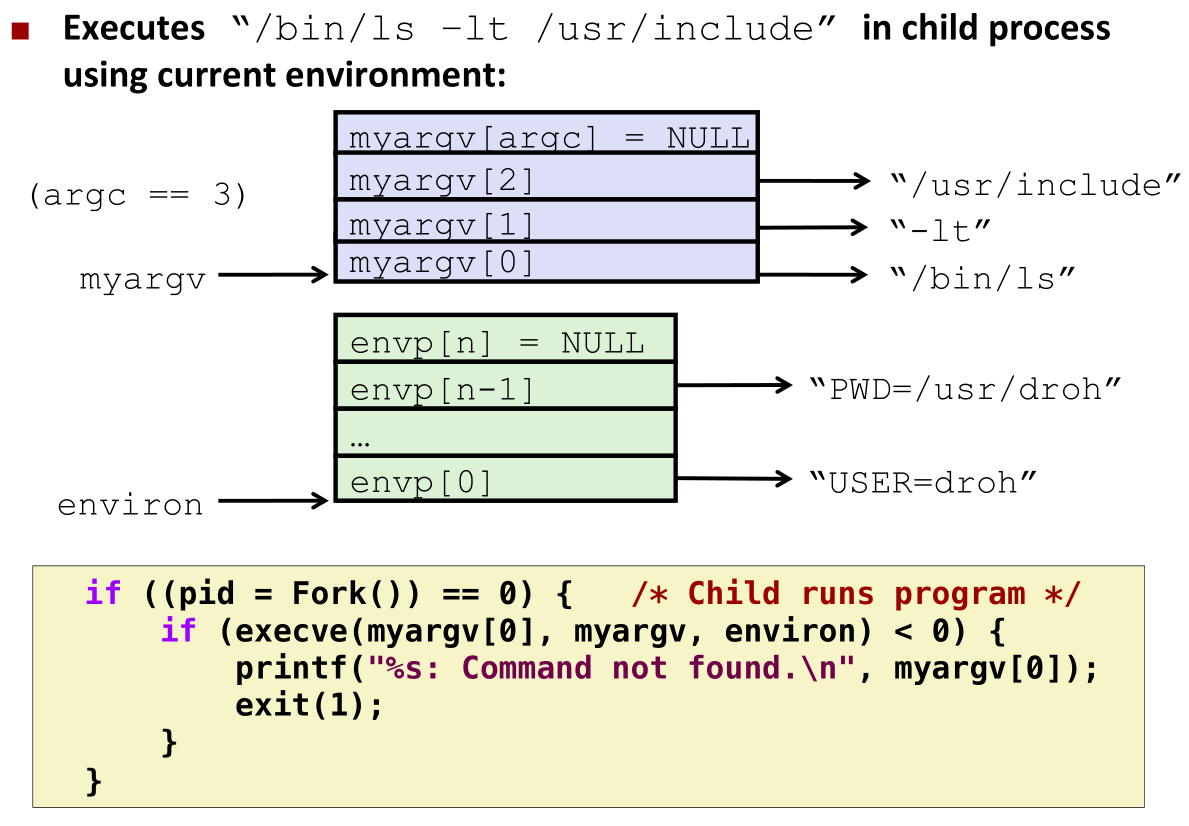 ■ Executes “/bin/ls –lt /usr/include” in child process
using current environment:
myargv[argc] = NULL
(argc == 3)
myargv[2]
“/usr/include”
myargv[1]
“-lt”
myargv
myargv[0]
“/bin/ls”
envp[n] = NULL
envp[n-1]
“PWD=/usr/droh”
…
environ
envp[0]
“USER=droh”
if ((pid = Fork()) == 0) {   /* Child runs program */
    if (execve(myargv[0], myargv, environ) < 0) {
        printf("%s: Command not found.\n", myargv[0]);
        exit(1);
    }
}